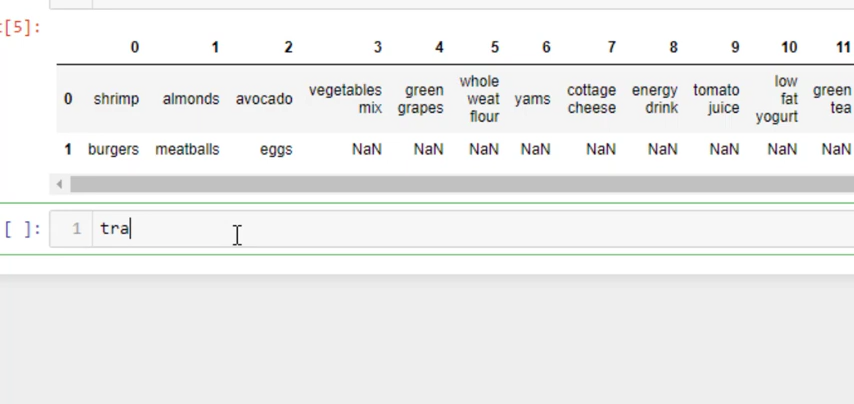 [5]:
0 1 2 3 4 5 6 7 8 9 10 11
0 shrimp almonds avocado vegetables mix green grapes whole weat flour yams cottage cheese energy drink tomato juice low fat yogurt green tea
1 burgers meatballs eggs NaN NaN NaN NaN NaN NaN NaN NaN NaN
[ ]: 1 tra